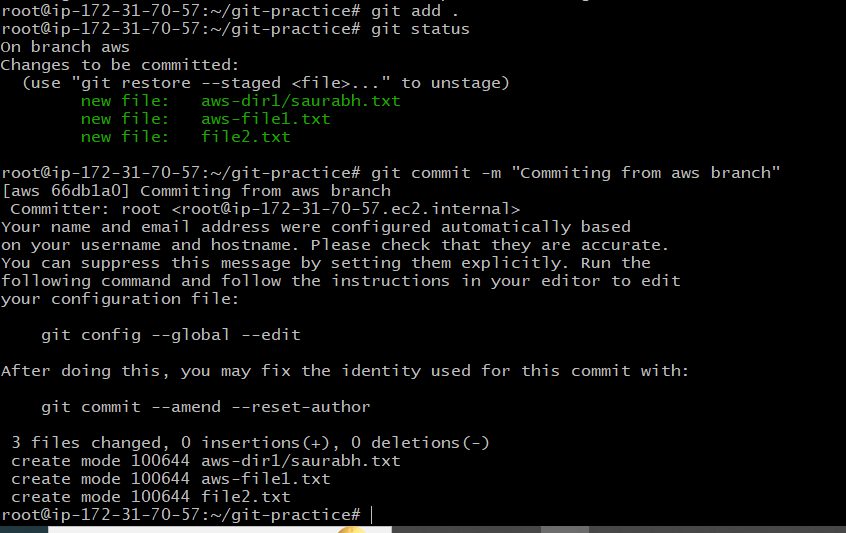 root@ip-172-31-70-57:~/git-practice# git add .
root@ip-172-31-70-57:~/git-practice# git status
On branch aws
Changes to be committed:
  (use "git restore --staged <file>..." to unstage)
        new file:   aws-dir1/saurabh.txt
        new file:   aws-file1.txt
        new file:   file2.txt

root@ip-172-31-70-57:~/git-practice# git commit -m "Commiting from aws branch"
[aws 66db1a0] Commiting from aws branch
 Committer: root <root@ip-172-31-70-57.ec2.internal>
Your name and email address were configured automatically based
on your username and hostname. Please check that they are accurate.
You can suppress this message by setting them explicitly. Run the
following command and follow the instructions in your editor to edit
your configuration file:

    git config --global --edit

After doing this, you may fix the identity used for this commit with:

    git commit --amend --reset-author

 3 files changed, 0 insertions(+), 0 deletions(-)
 create mode 100644 aws-dir1/saurabh.txt
 create mode 100644 aws-file1.txt
 create mode 100644 file2.txt
root@ip-172-31-70-57:~/git-practice#